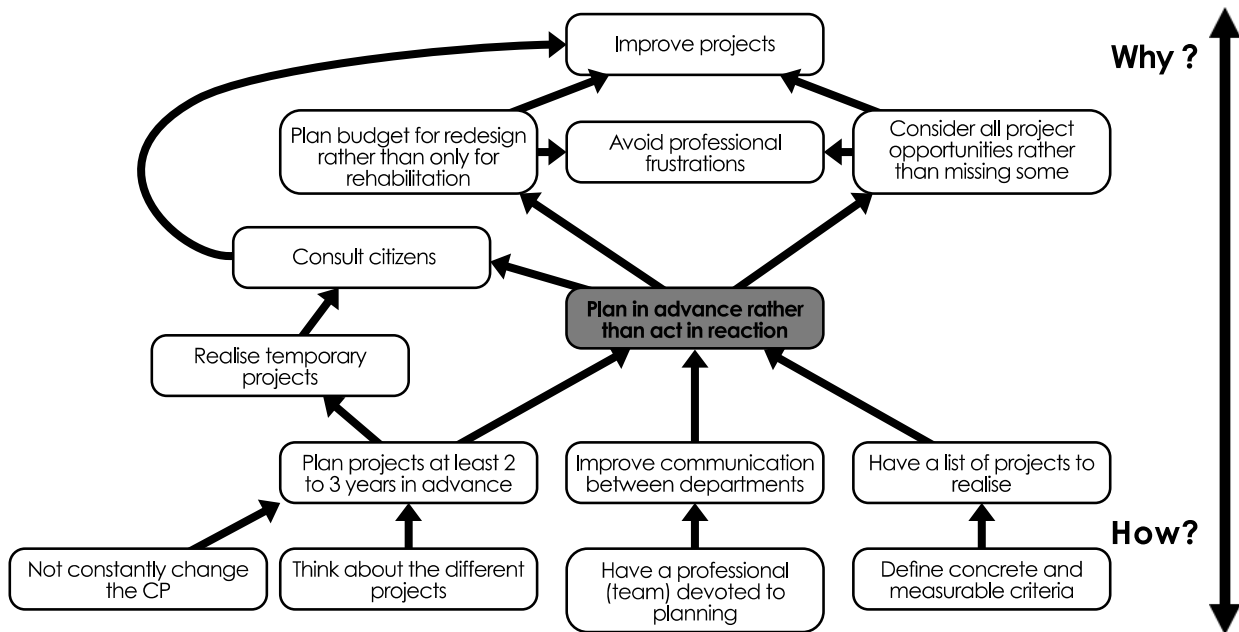 Improve projects
Why ?
Plan budget for redesign
rather than only for
rehabilitation
Avoid professional
frustrations
Consider all project
opportunities rather
than missing some
Consult citizens
Plan in advance rather
than act in reaction
Realise temporary
projects
Plan projects at least 2
to 3 years in advance
Improve communication
between departments
Have a list of projects to
realise
How?
Not constantly change
the CP
Think about the different
projects
Have a professional
(team) devoted to
planning
Define concrete and
measurable criteria